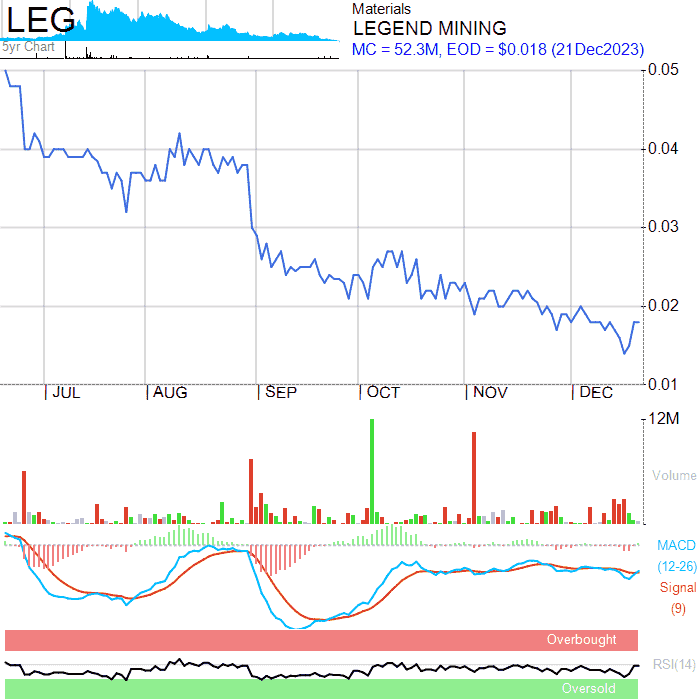 LEG
5yr Chart
Materials
LEGEND MINING
MC = 52.3M, EOD = $0.018 (21Dec2023)
0.05
0.04
0.03
0.02
0.01
JUL AUG SEP OCT NOV DEC
12M
Volume
MACD
(12-26)
Signal
(9)
Overbought
RSI(14)
Oversold